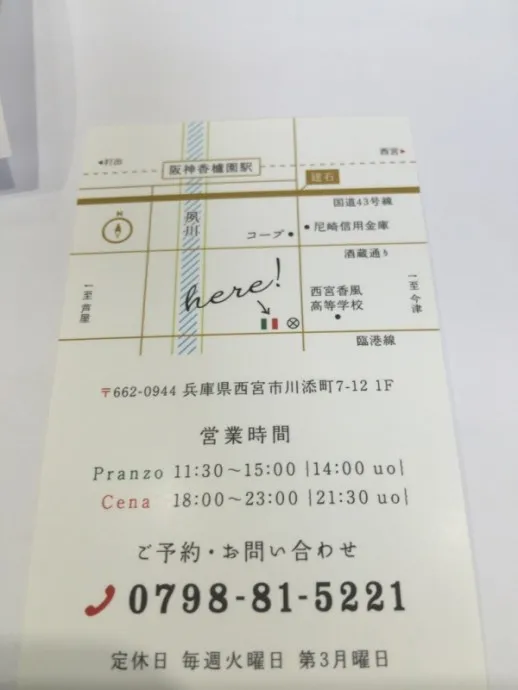 ◂打出
西宮▸
阪神香櫨園駅
建石
国道43号線
N
夙川
コープ
尼崎信用金庫
酒蔵通り
here!
西宮香風
高等学校
←至芦屋
←至今津
臨港線
〒662-0944 兵庫県西宮市川添町7-12 1F
営業時間
Pranzo 11:30〜15:00 |14:00 uo|
Cena 18:00〜23:00 |21:30 uo|
ご予約・お問い合わせ
0798-81-5221
定休日 毎週火曜日 第3月曜日